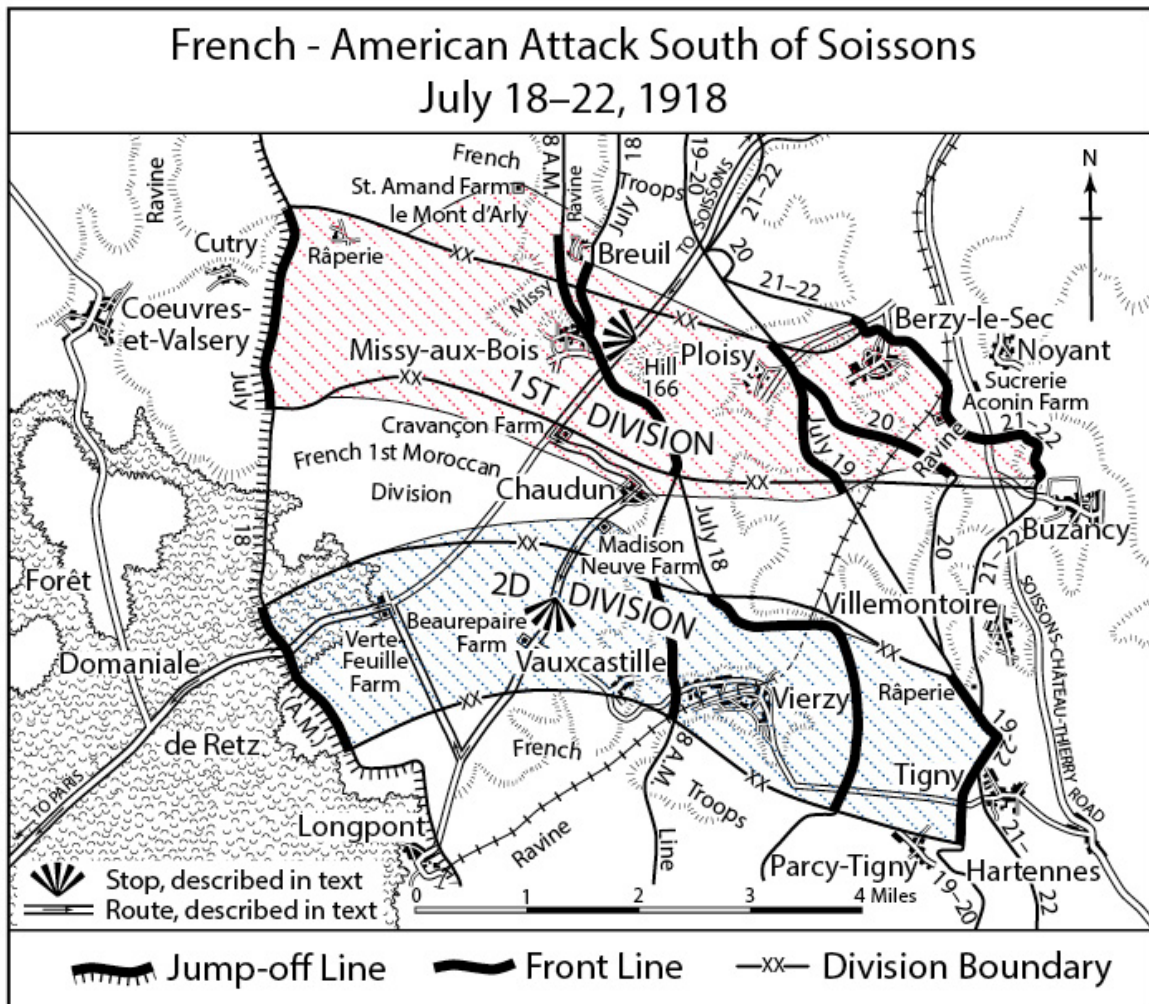 French - American Attack South of Soissons
July 18–22, 1918
Ravine
Cutry
Coeuvres-
et-Valsery
July
18
(A.M.)
French
Troops
St. Amand Farm
le Mont d'Arly
Râperie
8 A.M.
Ravine
July
18
19–20
TO SOISSONS
21–22
N
XX
Breuil
Missy
20
21–22
Missy-aux-Bois
Hill
166
XX
Ploisy
Berzy-le-Sec
Noyant
Sucrerie
Aconin Farm
21–22
XX
1ST DIVISION
Cravançon Farm
July 19
20
Ravine
French 1st Moroccan
Division
Chaudun
XX
Buzancy
July 18
Madison
Neuve Farm
XX
2D DIVISION
20
21–22
Forêt
Domaniale
de Retz
Verte-
Feuille
Farm
Beaurepaire
Farm
Vauxcastille
Villemontoire
XX
SOISSONS-CHÂTEAU-THIERRY ROAD
XX
Vierzy
Râperie
19–22
French
Troops
8 A.M.
Line
XX
Tigny
TO PARIS
Longpont
Ravine
Parcy-Tigny
Hartennes
19–20
21–
22
Stop, described in text
Route, described in text
0 1 2 3 4 Miles
Jump-off Line Front Line XX Division Boundary